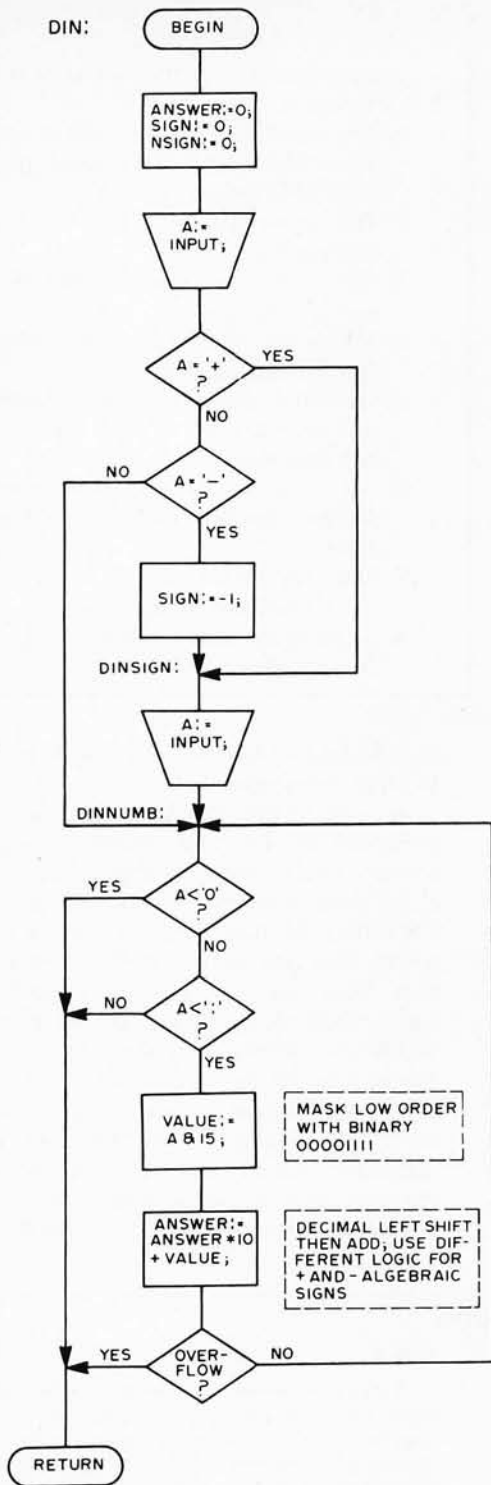 DIN:
BEGIN
ANSWER:=0;
SIGN:=0;
NSIGN:=0;
A:=
INPUT;
A='+'
?
YES
NO
NO
A='-'
?
YES
SIGN:=-1;
DINSIGN:
A:=
INPUT;
DINNUMB:
YES
A<'0'
?
NO
NO
A<':'
?
YES
VALUE:=
A & 15;
MASK LOW ORDER
WITH BINARY
00001111
ANSWER:=
ANSWER *10
+ VALUE;
DECIMAL LEFT SHIFT
THEN ADD; USE DIF-
FERENT LOGIC FOR
+ AND - ALGEBRAIC
SIGNS
YES
OVER-
FLOW
?
NO
RETURN